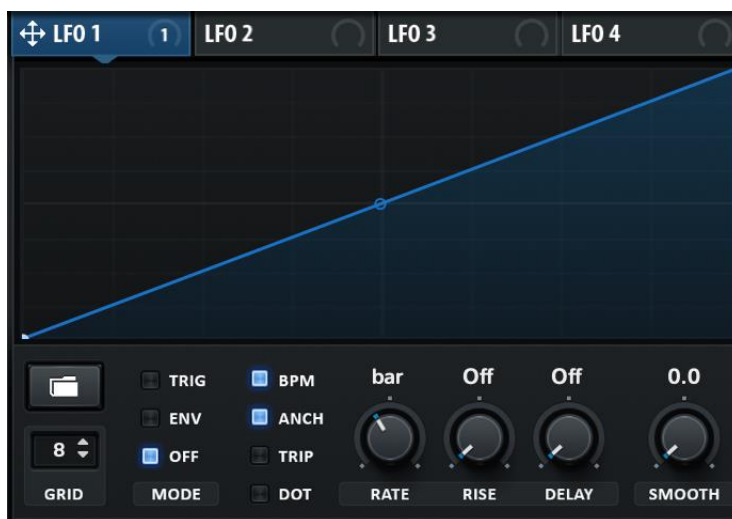 LFO 1 1 LFO 2 LFO 3 LFO 4
TRIG BPM bar Off Off 0.0
ENV ANCH
8 OFF TRIP
GRID MODE DOT RATE RISE DELAY SMOOTH